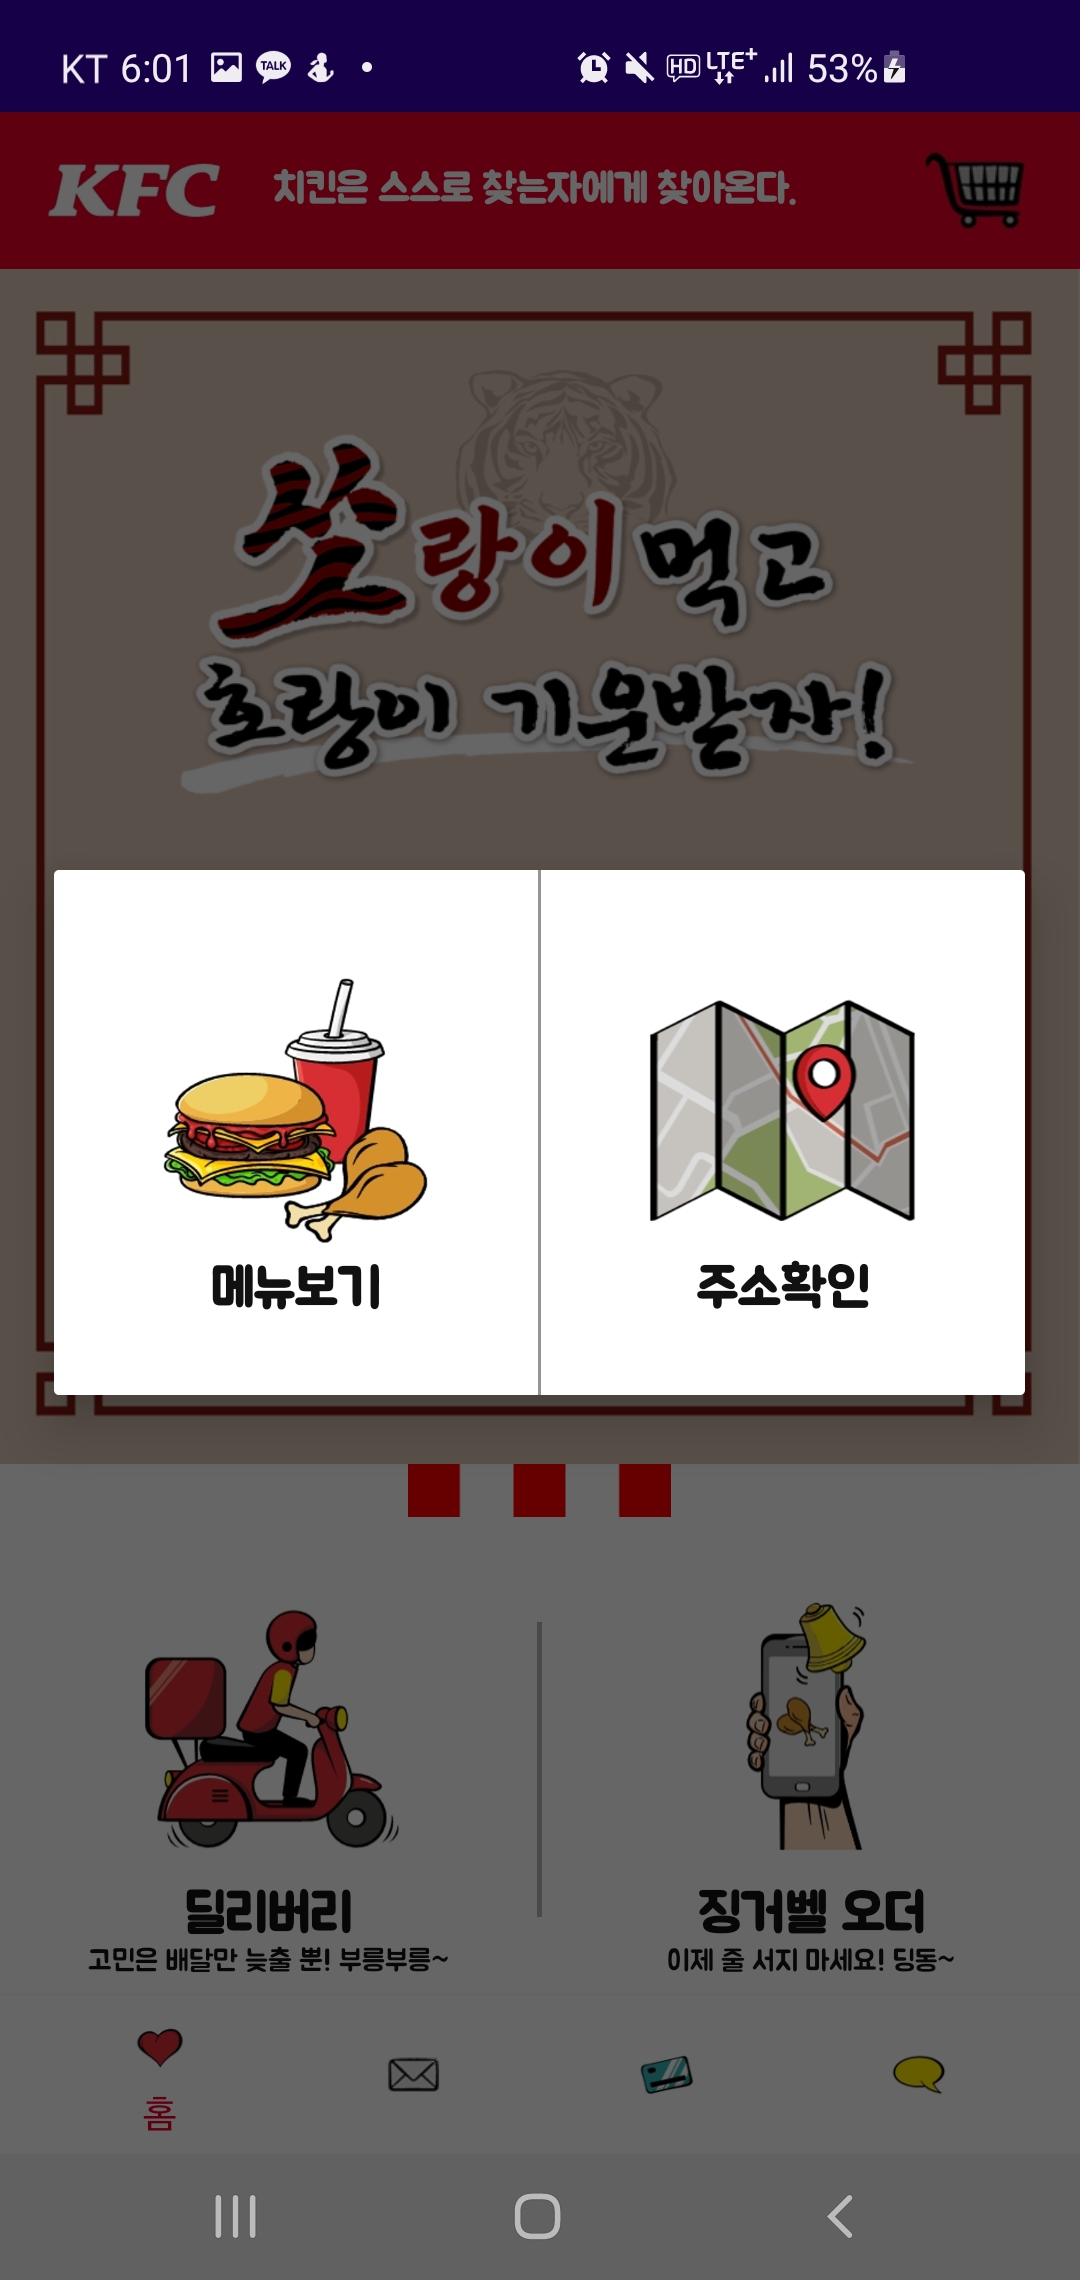 KT 6:01 TALK HD LTE+ 53%
KFC 치킨은 스스로 찾는자에게 찾아온다.
쏘랑이 먹고
호랑이 기운받자!
메뉴보기 주소확인
딜리버리 징거벨 오더
고민은 배달만 늦출 뿐! 부릉부릉~ 이제 줄 서지 마세요! 딩동~
홈